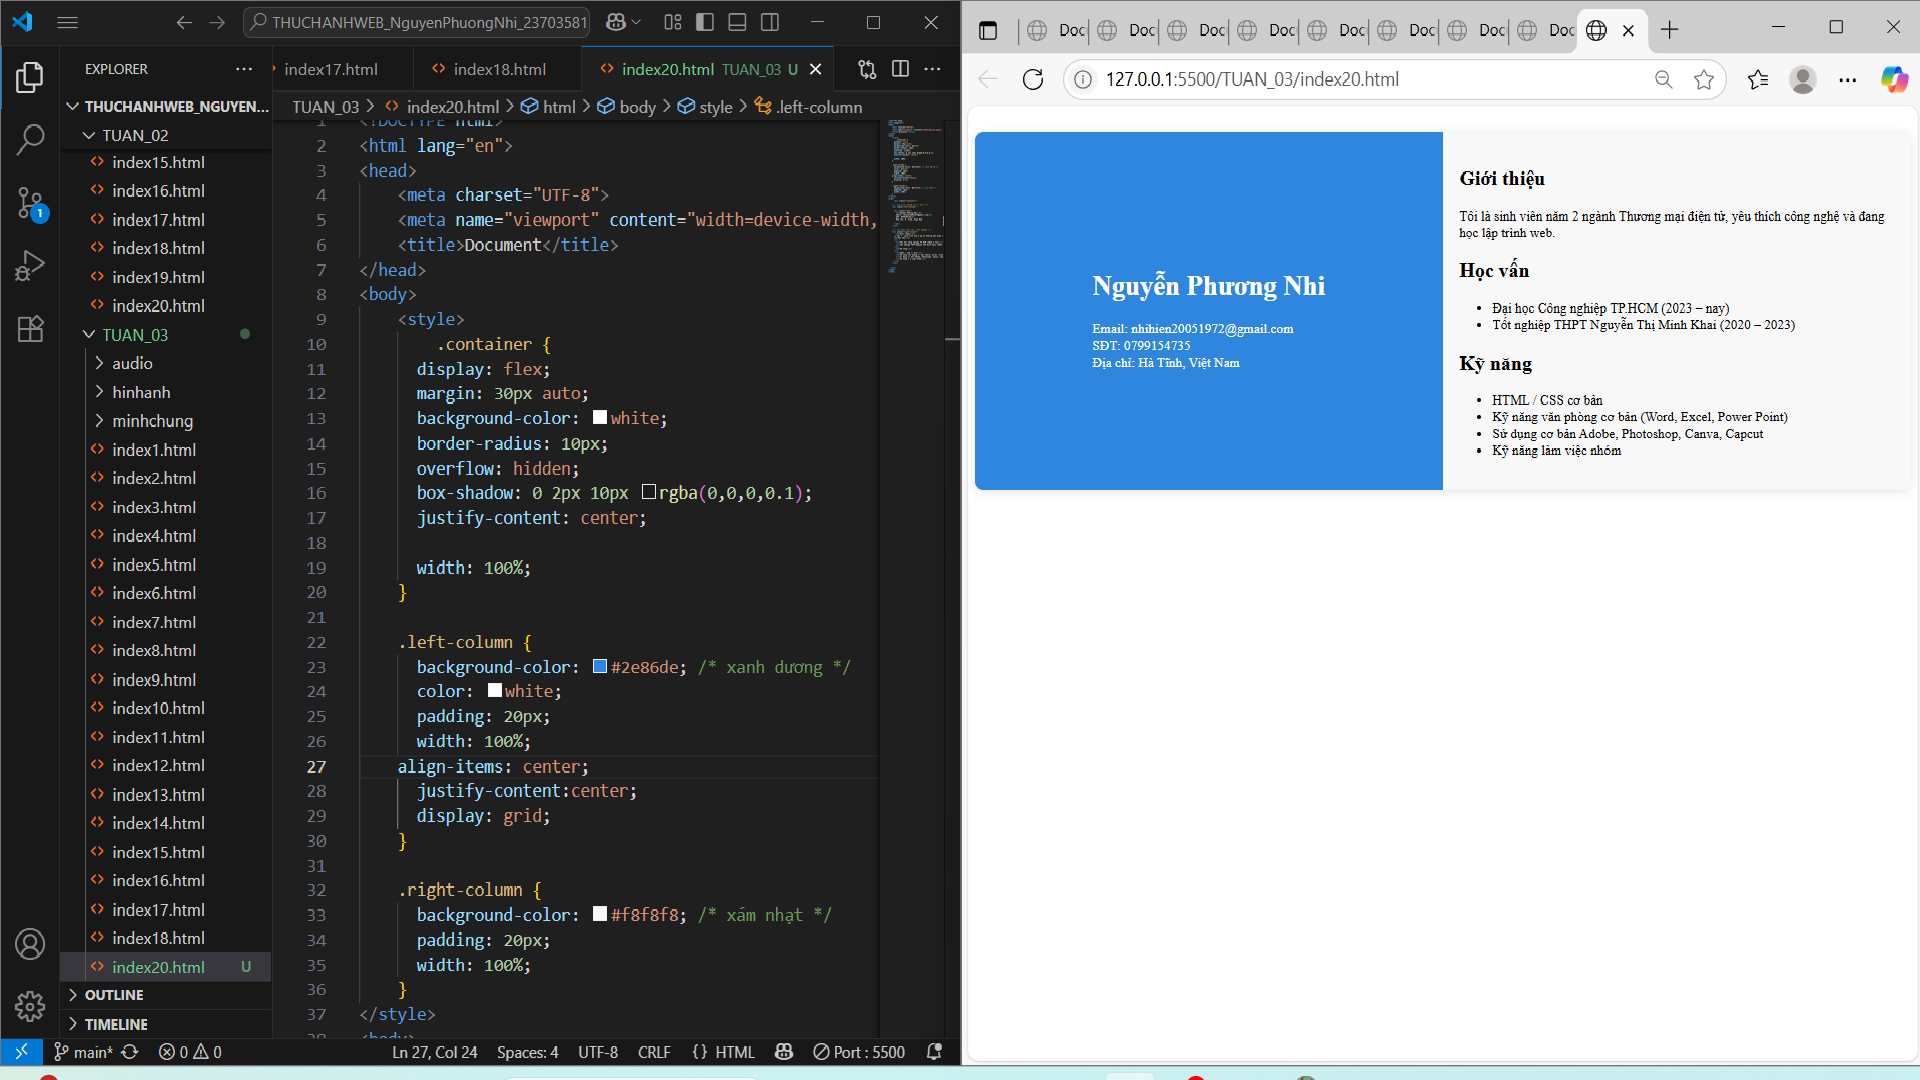 THUCHANHWEB_NguyenPhuongNhi_23703581
EXPLORER
THUCHANHWEB_NGUYEN...
TUAN_02
index15.html
index16.html
index17.html
index18.html
index19.html
index20.html
TUAN_03
audio
hinhanh
minhchung
index1.html
index2.html
index3.html
index4.html
index5.html
index6.html
index7.html
index8.html
index9.html
index10.html
index11.html
index12.html
index13.html
index14.html
index15.html
index16.html
index17.html
index18.html
index20.html U
OUTLINE
TIMELINE
1
index17.html
index18.html
index20.html TUAN_03 U
TUAN_03 > index20.html > html > body > style > .left-column
1 <!DOCTYPE html>
2 <html lang="en">
3 <head>
4 <meta charset="UTF-8">
5 <meta name="viewport" content="width=device-width,
6 <title>Document</title>
7 </head>
8 <body>
9 <style>
10 .container {
11 display: flex;
12 margin: 30px auto;
13 background-color: white;
14 border-radius: 10px;
15 overflow: hidden;
16 box-shadow: 0 2px 10px rgba(0,0,0,0.1);
17 justify-content: center;
18
19 width: 100%;
20 }
21
22 .left-column {
23 background-color: #2e86de; /* xanh dương */
24 color: white;
25 padding: 20px;
26 width: 100%;
27 align-items: center;
28 justify-content:center;
29 display: grid;
30 }
31
32 .right-column {
33 background-color: #f8f8f8; /* xám nhạt */
34 padding: 20px;
35 width: 100%;
36 }
37 </style>
38 <body>
main* 0 0 Ln 27, Col 24 Spaces: 4 UTF-8 CRLF {} HTML Port : 5500
Doc Doc Doc Doc Doc Doc Doc Doc
127.0.0.1:5500/TUAN_03/index20.html
Nguyễn Phương Nhi
Email: nhihien20051972@gmail.com
SĐT: 0799154735
Địa chỉ: Hà Tĩnh, Việt Nam
Giới thiệu
Tôi là sinh viên năm 2 ngành Thương mại điện tử, yêu thích công nghệ và đang
học lập trình web.
Học vấn
• Đại học Công nghiệp TP.HCM (2023 – nay)
• Tốt nghiệp THPT Nguyễn Thị Minh Khai (2020 – 2023)
Kỹ năng
• HTML / CSS cơ bản
• Kỹ năng văn phòng cơ bản (Word, Excel, Power Point)
• Sử dụng cơ bản Adobe, Photoshop, Canva, Capcut
• Kỹ năng làm việc nhóm